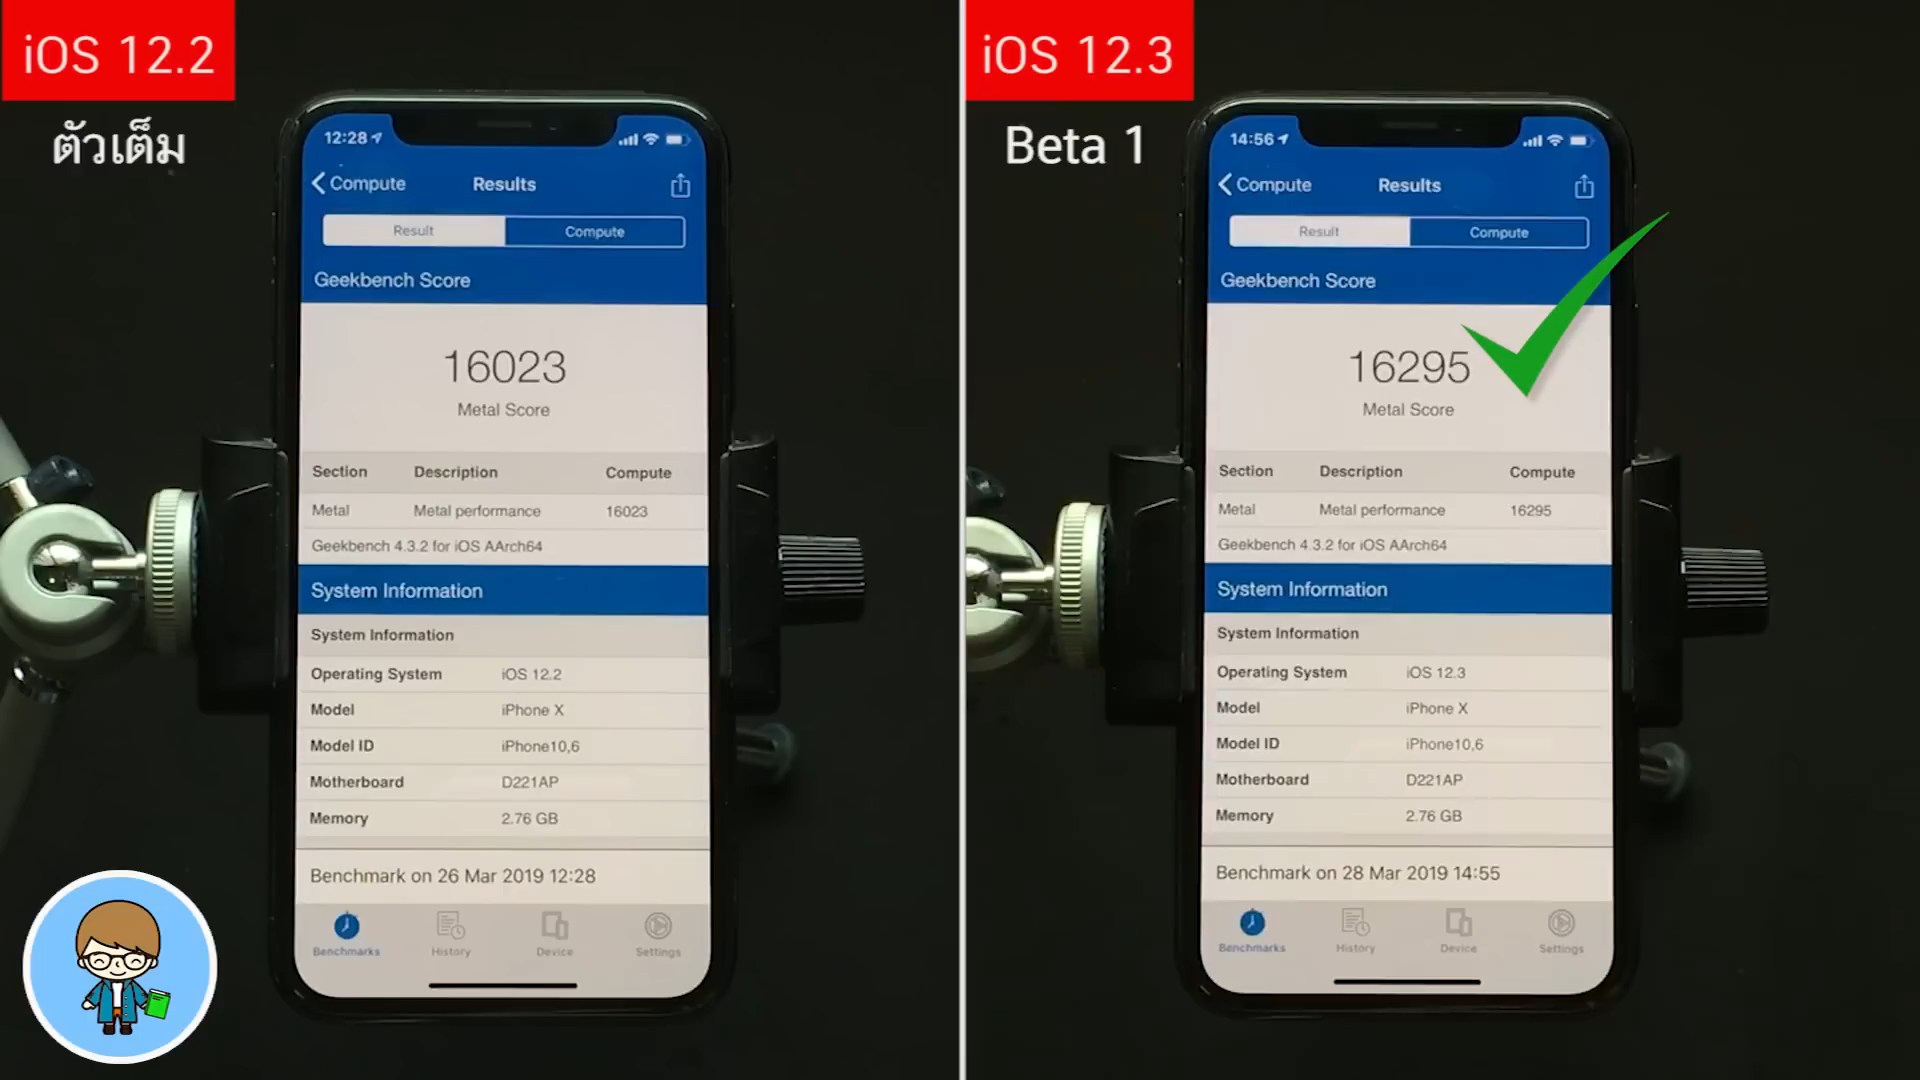 iOS 12.2
ตัวเต็ม
12:28
Compute
Results
Result
Compute
Geekbench Score
16023
Metal Score
Section Description Compute
Metal Metal performance 16023
Geekbench 4.3.2 for iOS AArch64
System Information
System Information
Operating System iOS 12.2
Model iPhone X
Model ID iPhone10,6
Motherboard D221AP
Memory 2.76 GB
Benchmark on 26 Mar 2019 12:28
Benchmarks History Device Settings
iOS 12.3
Beta 1
14:56
Compute
Results
Result
Compute
Geekbench Score
16295
Metal Score
Section Description Compute
Metal Metal performance 16295
Geekbench 4.3.2 for iOS AArch64
System Information
System Information
Operating System iOS 12.3
Model iPhone X
Model ID iPhone10,6
Motherboard D221AP
Memory 2.76 GB
Benchmark on 28 Mar 2019 14:55
Benchmarks History Device Settings